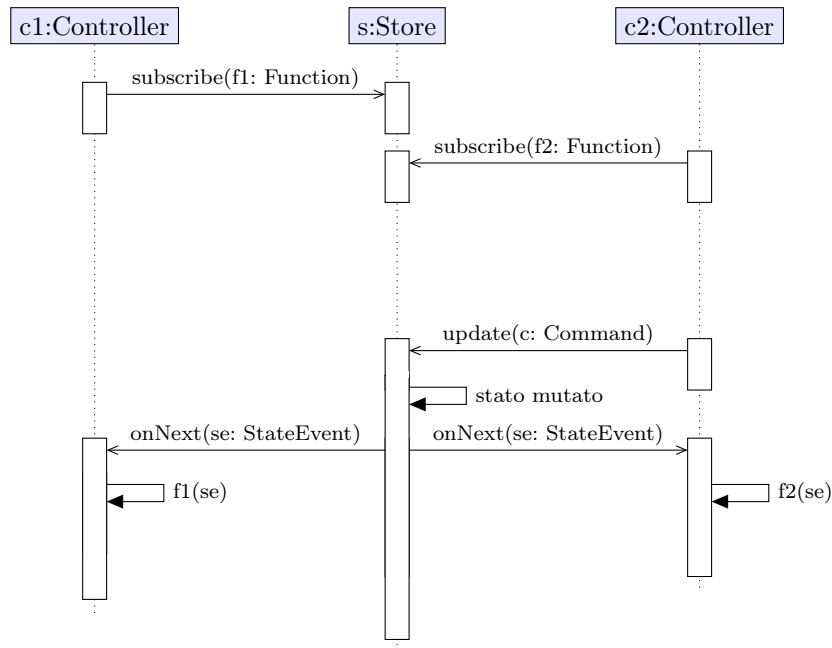 c1:Controller
s:Store
c2:Controller
subscribe(f1: Function)
subscribe(f2: Function)
update(c: Command)
stato mutato
onNext(se: StateEvent)
onNext(se: StateEvent)
f1(se)
f2(se)